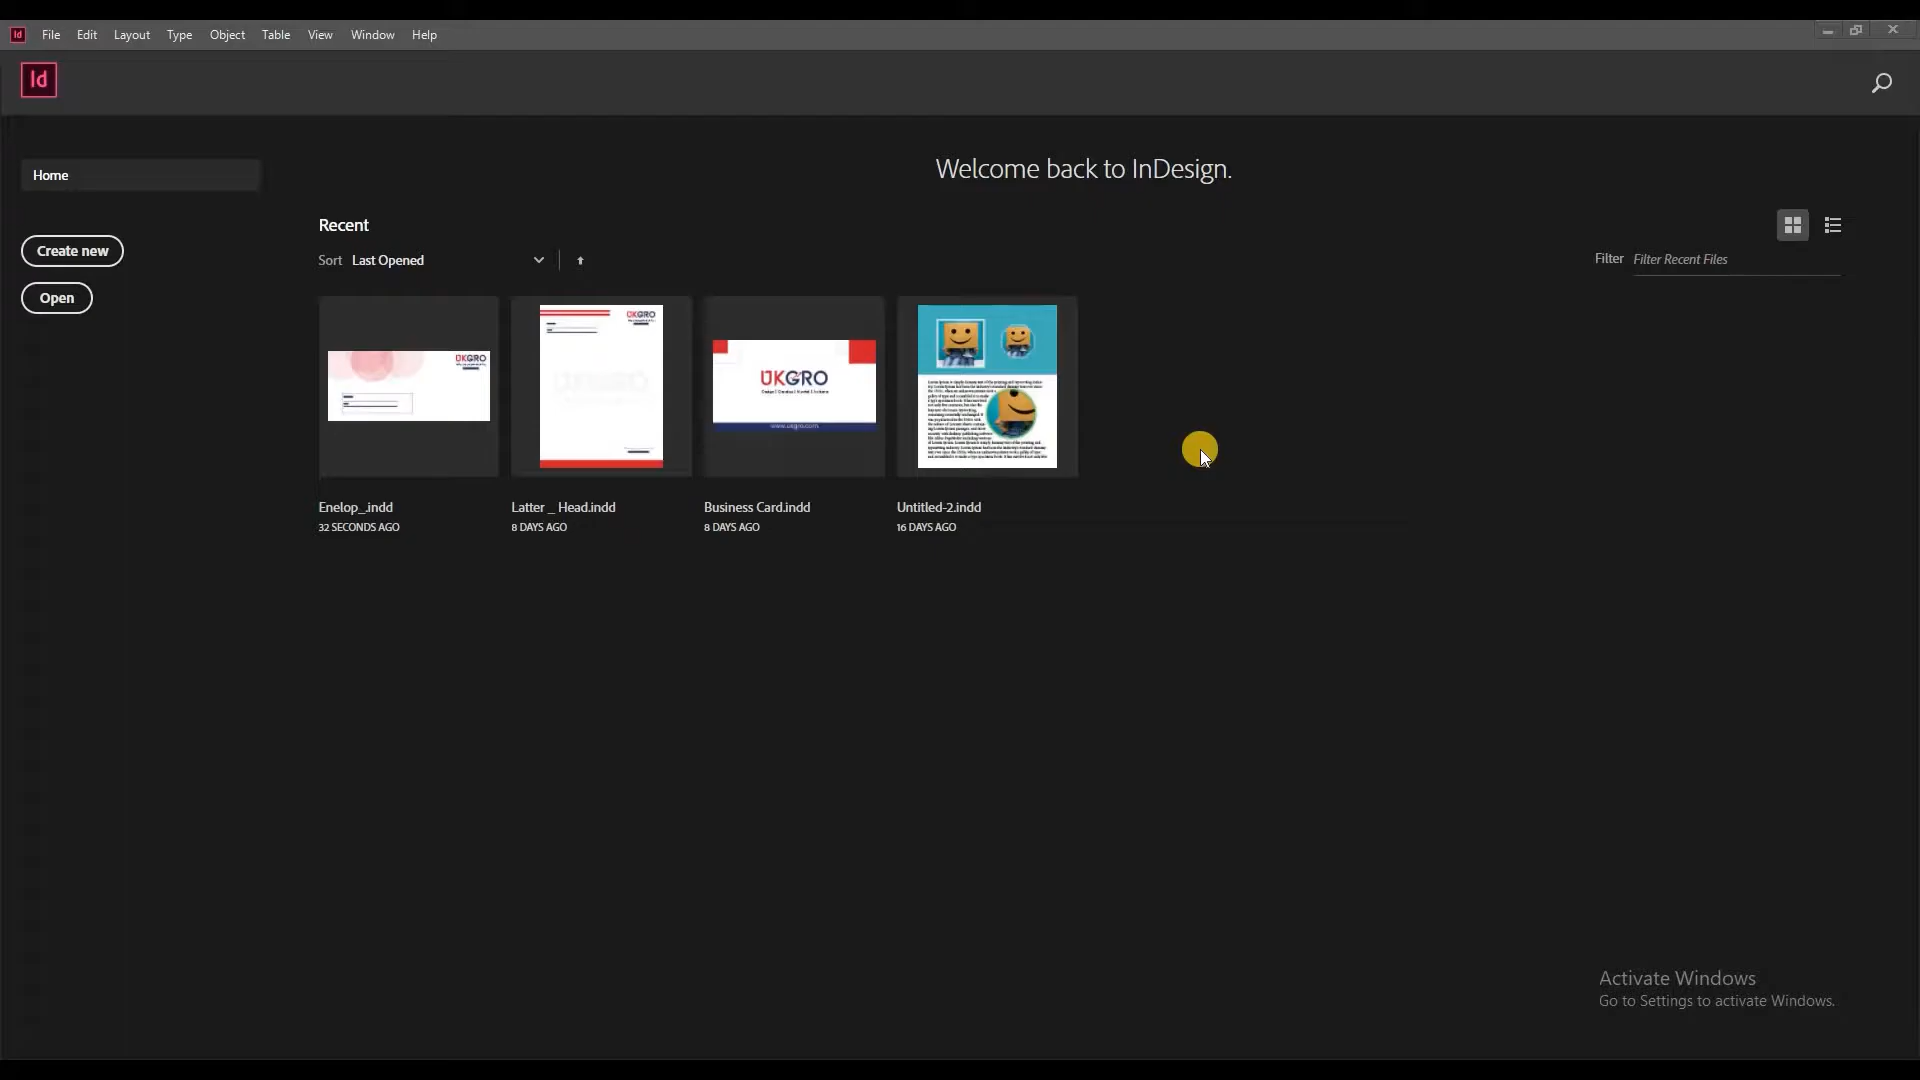 Id File Edit Layout Type Object Table View Window Help
Id
Home
Welcome back to InDesign.
Recent
Create new
Sort Last Opened
Filter Filter Recent Files
Open
UKGRO
UKGRO
UKGRO
www.ukgro.com
Enelop_.indd
32 SECONDS AGO
Latter _ Head.indd
8 DAYS AGO
Business Card.indd
8 DAYS AGO
Untitled-2.indd
16 DAYS AGO
Activate Windows
Go to Settings to activate Windows.